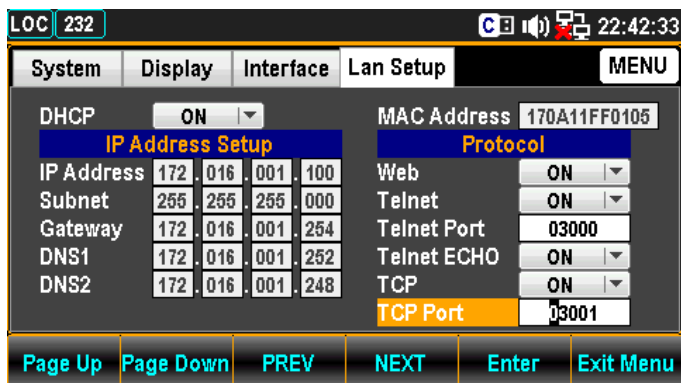 LOC 232 C 22:42:33
System Display Interface Lan Setup MENU
DHCP ON
IP Address Setup
IP Address 172 . 016 . 001 . 100
Subnet 255 . 255 . 255 . 000
Gateway 172 . 016 . 001 . 254
DNS1 172 . 016 . 001 . 252
DNS2 172 . 016 . 001 . 248
MAC Address 170A11FF0105
Protocol
Web ON
Telnet ON
Telnet Port 03000
Telnet ECHO ON
TCP ON
TCP Port 03001
Page Up Page Down PREV NEXT Enter Exit Menu